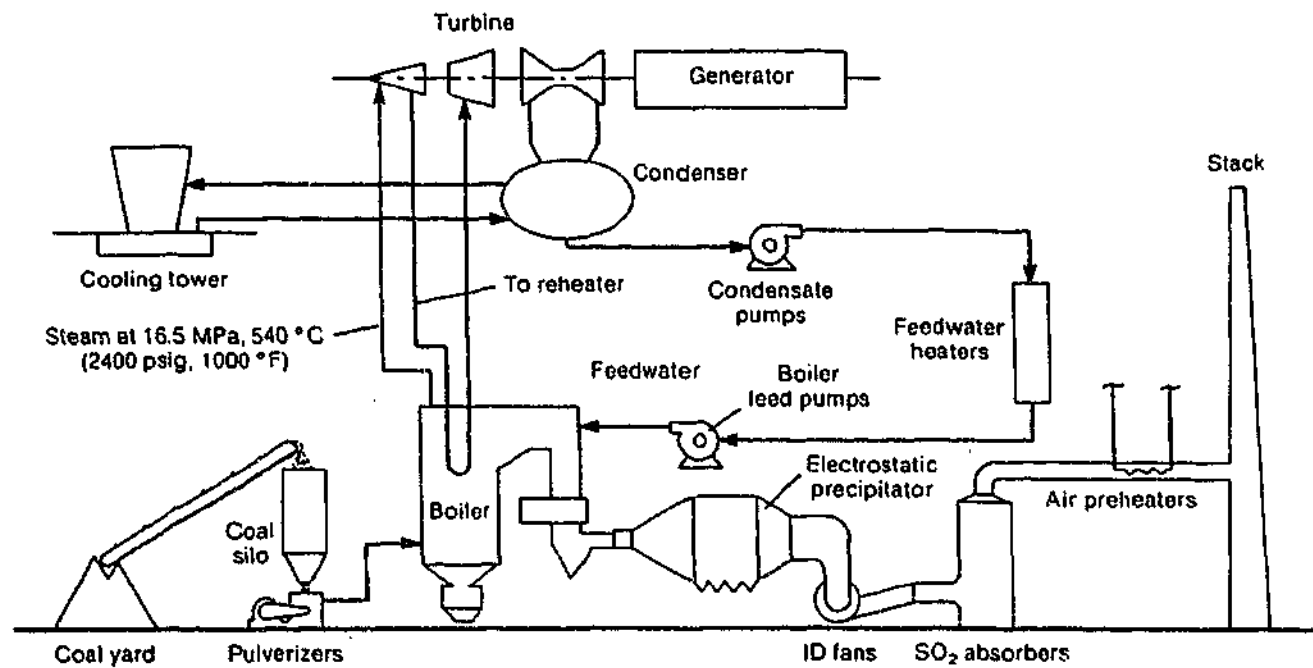 Turbine
Generator
Stack
Condenser
Cooling tower
To reheater
Condensate
pumps
Steam at 16.5 MPa, 540 °C
(2400 psig, 1000 °F)
Feedwater
heaters
Feedwater
Boiler
leed pumps
Electrostatic
precipitator
Air preheaters
Boiler
Coal
silo
Coal yard
Pulverizers
ID fans
SO₂ absorbers